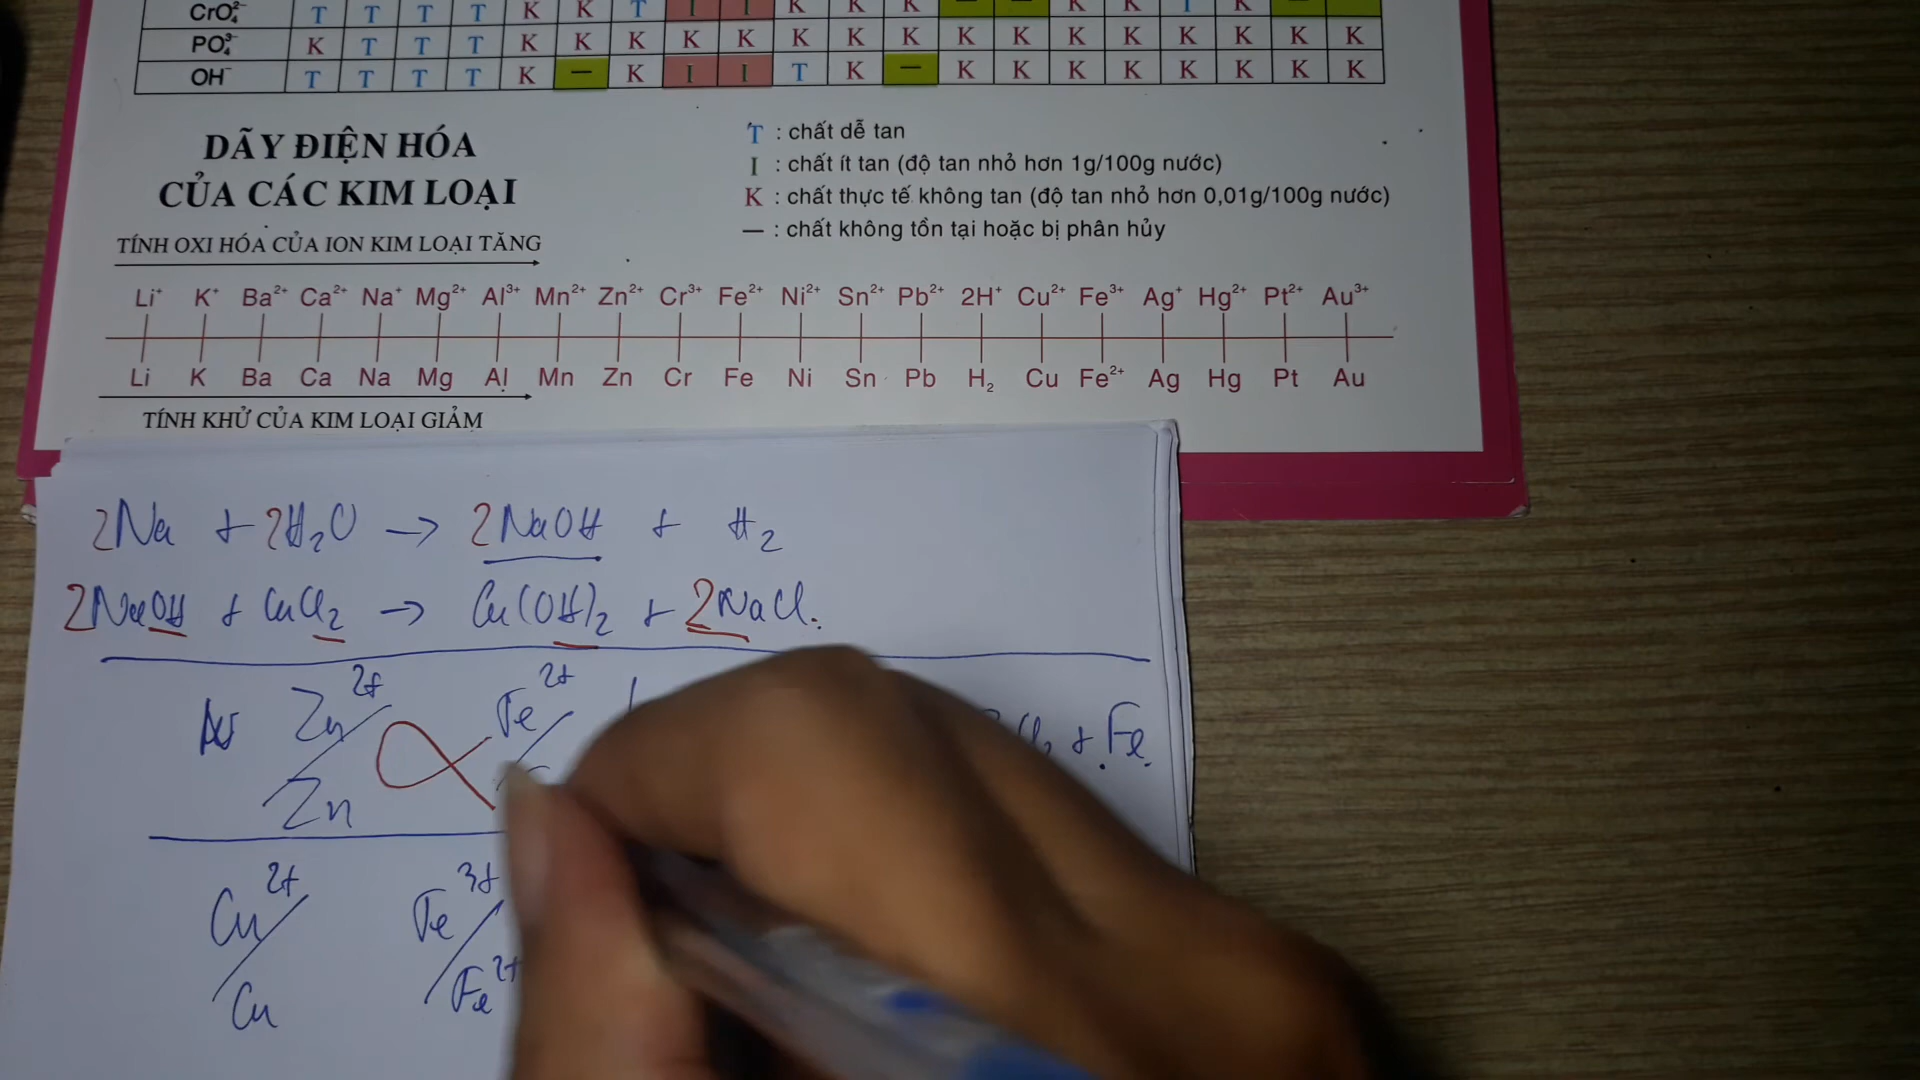 CrO₄²⁻ T T T T K K T I I K K K — — K K T K —
PO₄³⁻ K T T T K K K K K K K K K K K K K K K K
OH⁻ T T T T K — K I I T K — K K K K K K K K
DÃY ĐIỆN HÓA
CỦA CÁC KIM LOẠI
T : chất dễ tan
I : chất ít tan (độ tan nhỏ hơn 1g/100g nước)
K : chất thực tế không tan (độ tan nhỏ hơn 0,01g/100g nước)
— : chất không tồn tại hoặc bị phân hủy
TÍNH OXI HÓA CỦA ION KIM LOẠI TĂNG
Li⁺ K⁺ Ba²⁺ Ca²⁺ Na⁺ Mg²⁺ Al³⁺ Mn²⁺ Zn²⁺ Cr³⁺ Fe²⁺ Ni²⁺ Sn²⁺ Pb²⁺ 2H⁺ Cu²⁺ Fe³⁺ Ag⁺ Hg²⁺ Pt²⁺ Au³⁺
Li K Ba Ca Na Mg Al Mn Zn Cr Fe Ni Sn Pb H₂ Cu Fe²⁺ Ag Hg Pt Au
TÍNH KHỬ CỦA KIM LOẠI GIẢM
2Na + 2H₂O → 2NaOH + H₂
2NaOH + CuCl₂ → Cu(OH)₂ + 2NaCl.
Zn²⁺ Fe²⁺
+ Fe.
Zn
Cu²⁺ Fe³⁺
Cu Fe²⁺